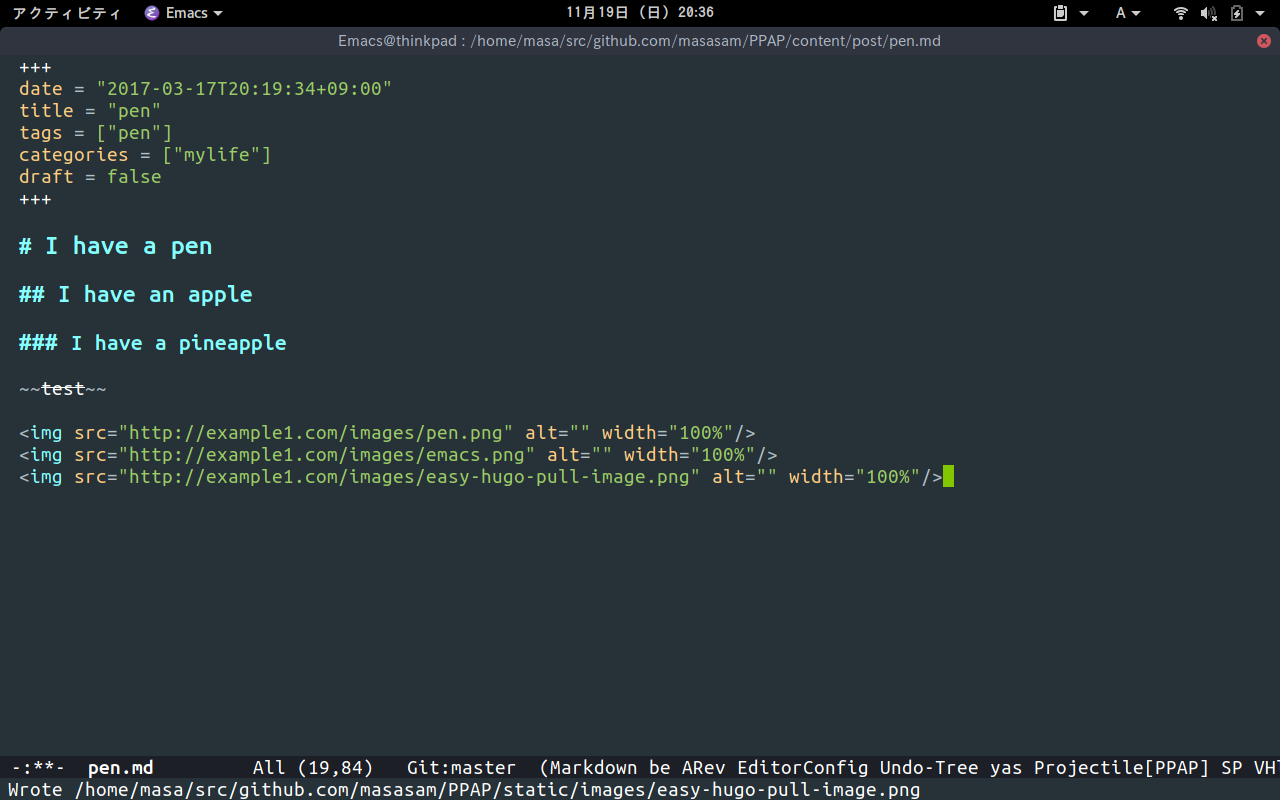 アクティビティ Emacs 11月19日 (日) 20:36 A
Emacs@thinkpad : /home/masa/src/github.com/masasam/PPAP/content/post/pen.md
+++
date = "2017-03-17T20:19:34+09:00"
title = "pen"
tags = ["pen"]
categories = ["mylife"]
draft = false
+++
# I have a pen
## I have an apple
### I have a pineapple
~~test~~
<img src="http://example1.com/images/pen.png" alt="" width="100%"/>
<img src="http://example1.com/images/emacs.png" alt="" width="100%"/>
<img src="http://example1.com/images/easy-hugo-pull-image.png" alt="" width="100%"/>
-:**- pen.md All (19,84) Git:master (Markdown be ARev EditorConfig Undo-Tree yas Projectile[PPAP] SP VH
Wrote /home/masa/src/github.com/masasam/PPAP/static/images/easy-hugo-pull-image.png